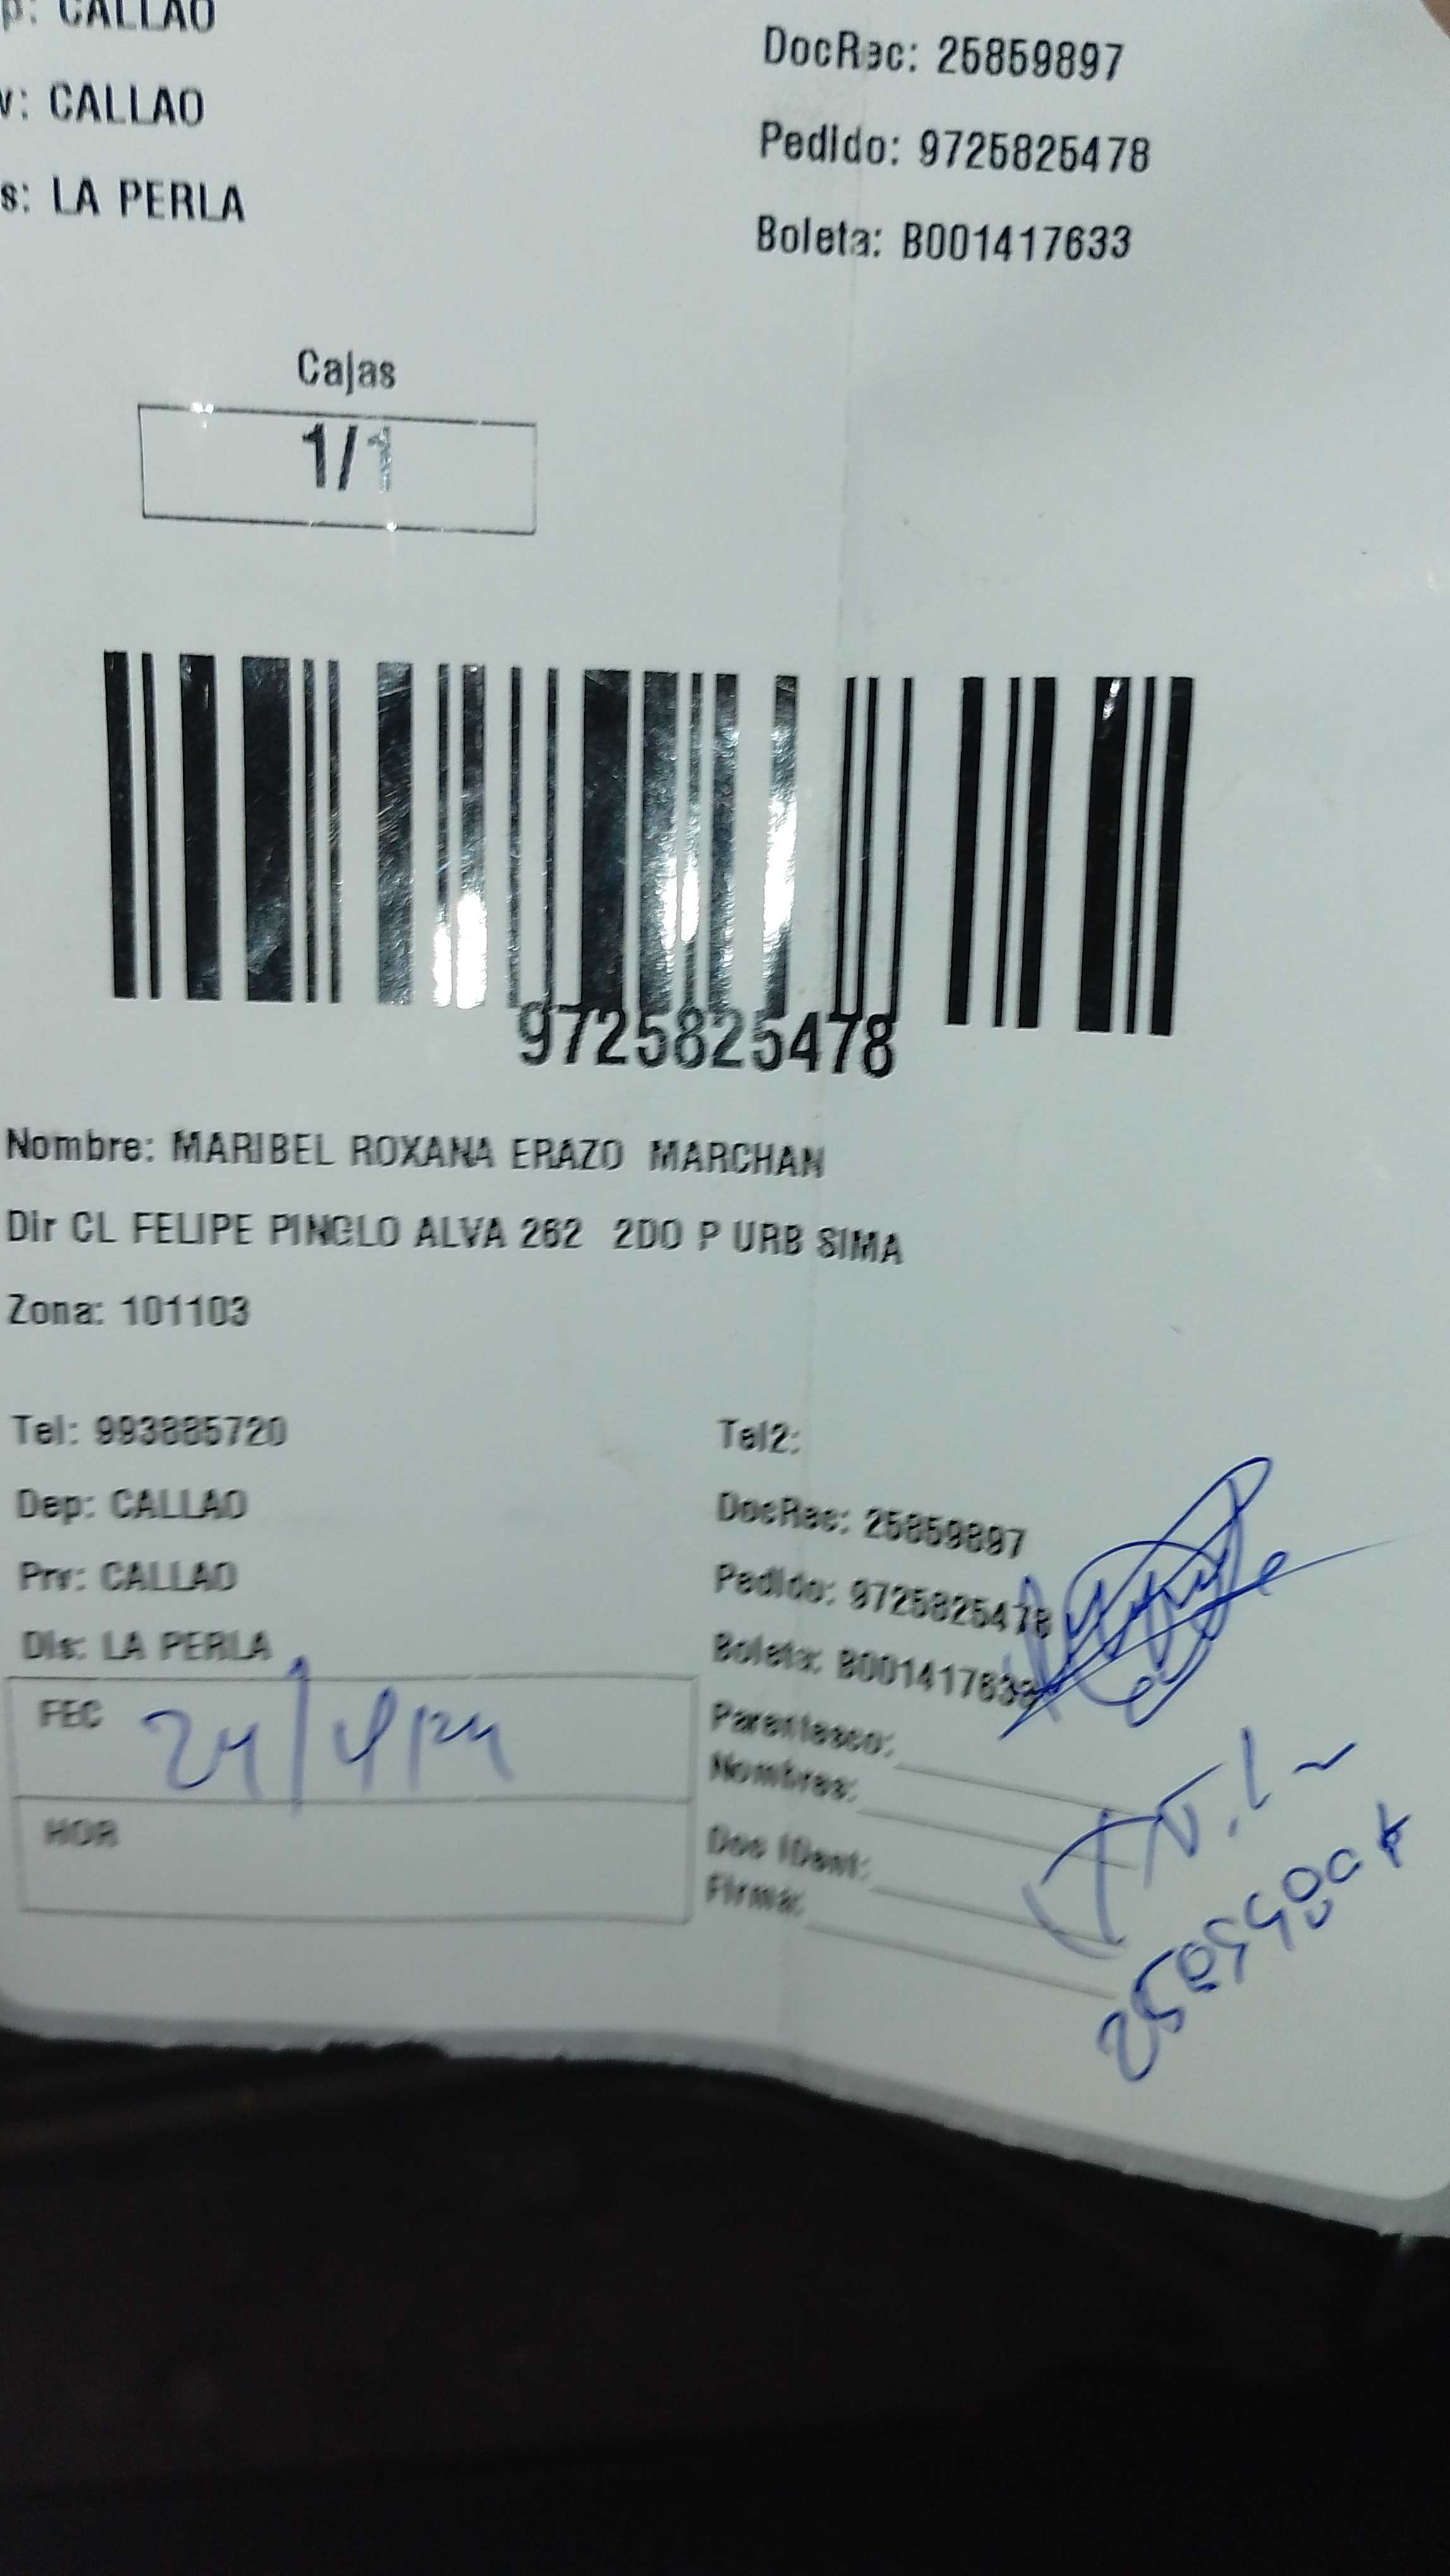 p: CALLAO
DocRec: 25859897
v: CALLAO
Pedido: 9725825478
s: LA PERLA
Boleta: B001417633
Cajas
1/1
9725825478
Nombre: MARIBEL ROXANA ERAZO MARCHAN
Dir CL FELIPE PINGLO ALVA 262 2DO P URB SIMA
Zona: 101103
Tel: 993885720
Tel2:
Dep: CALLAO
DocRec: 25859897
Prv: CALLAO
Pedido: 9725825478
Dis: LA PERLA
Boleta: B001417633
FEC 24/4/24
Parentesco:
Nombres:
HOR
Doc IDent:
Firma: